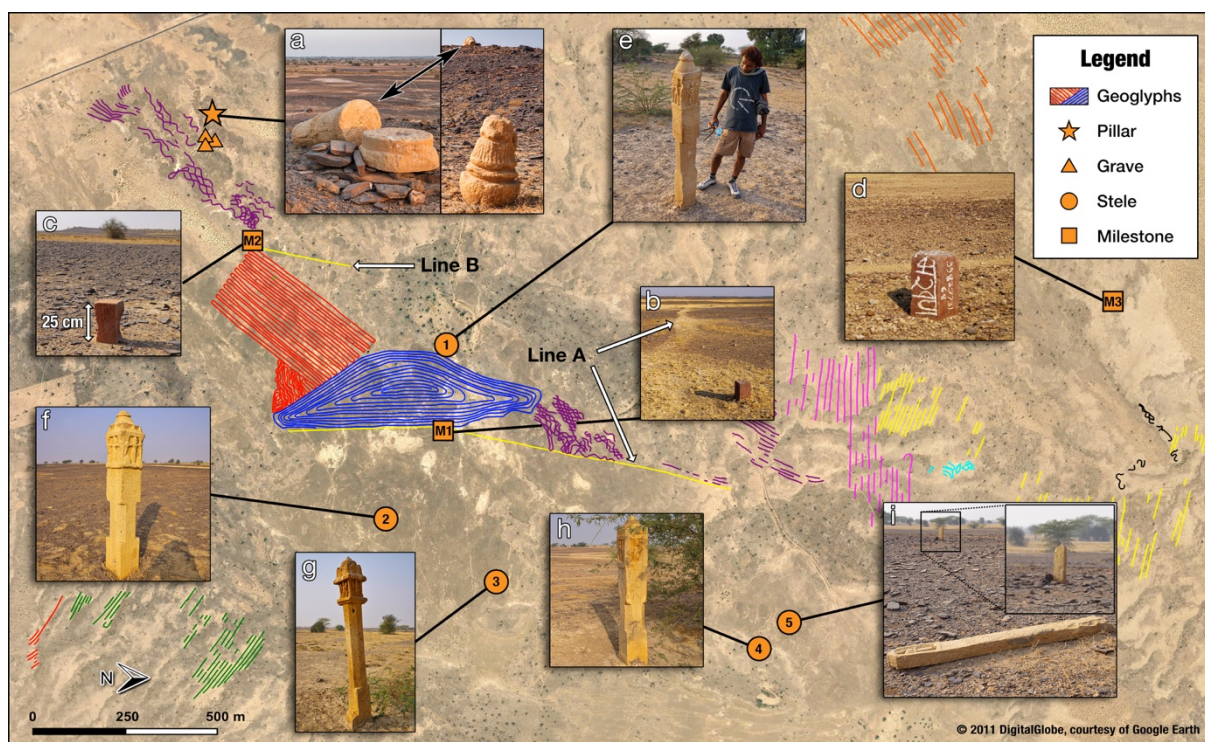 a
e
Legend
Geoglyphs
Pillar
Grave
Stele
Milestone
d
c
M2
Line B
25 cm
M3
b
1
Line A
M1
f
2
g
3
h
i
5
4
N
0 250 500 m
© 2011 DigitalGlobe, courtesy of Google Earth